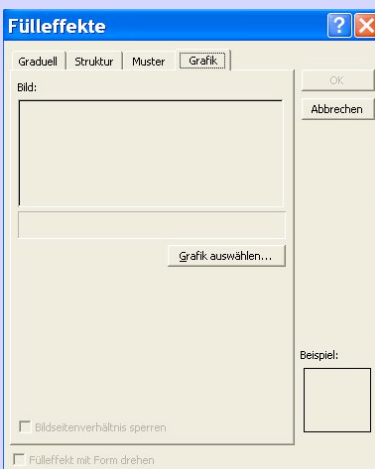 Fülleffekte
Graduell Struktur Muster Grafik
Bild:
OK
Abbrechen
Grafik auswählen...
Beispiel:
Bildseitenverhältnis sperren
Fülleffekt mit Form drehen